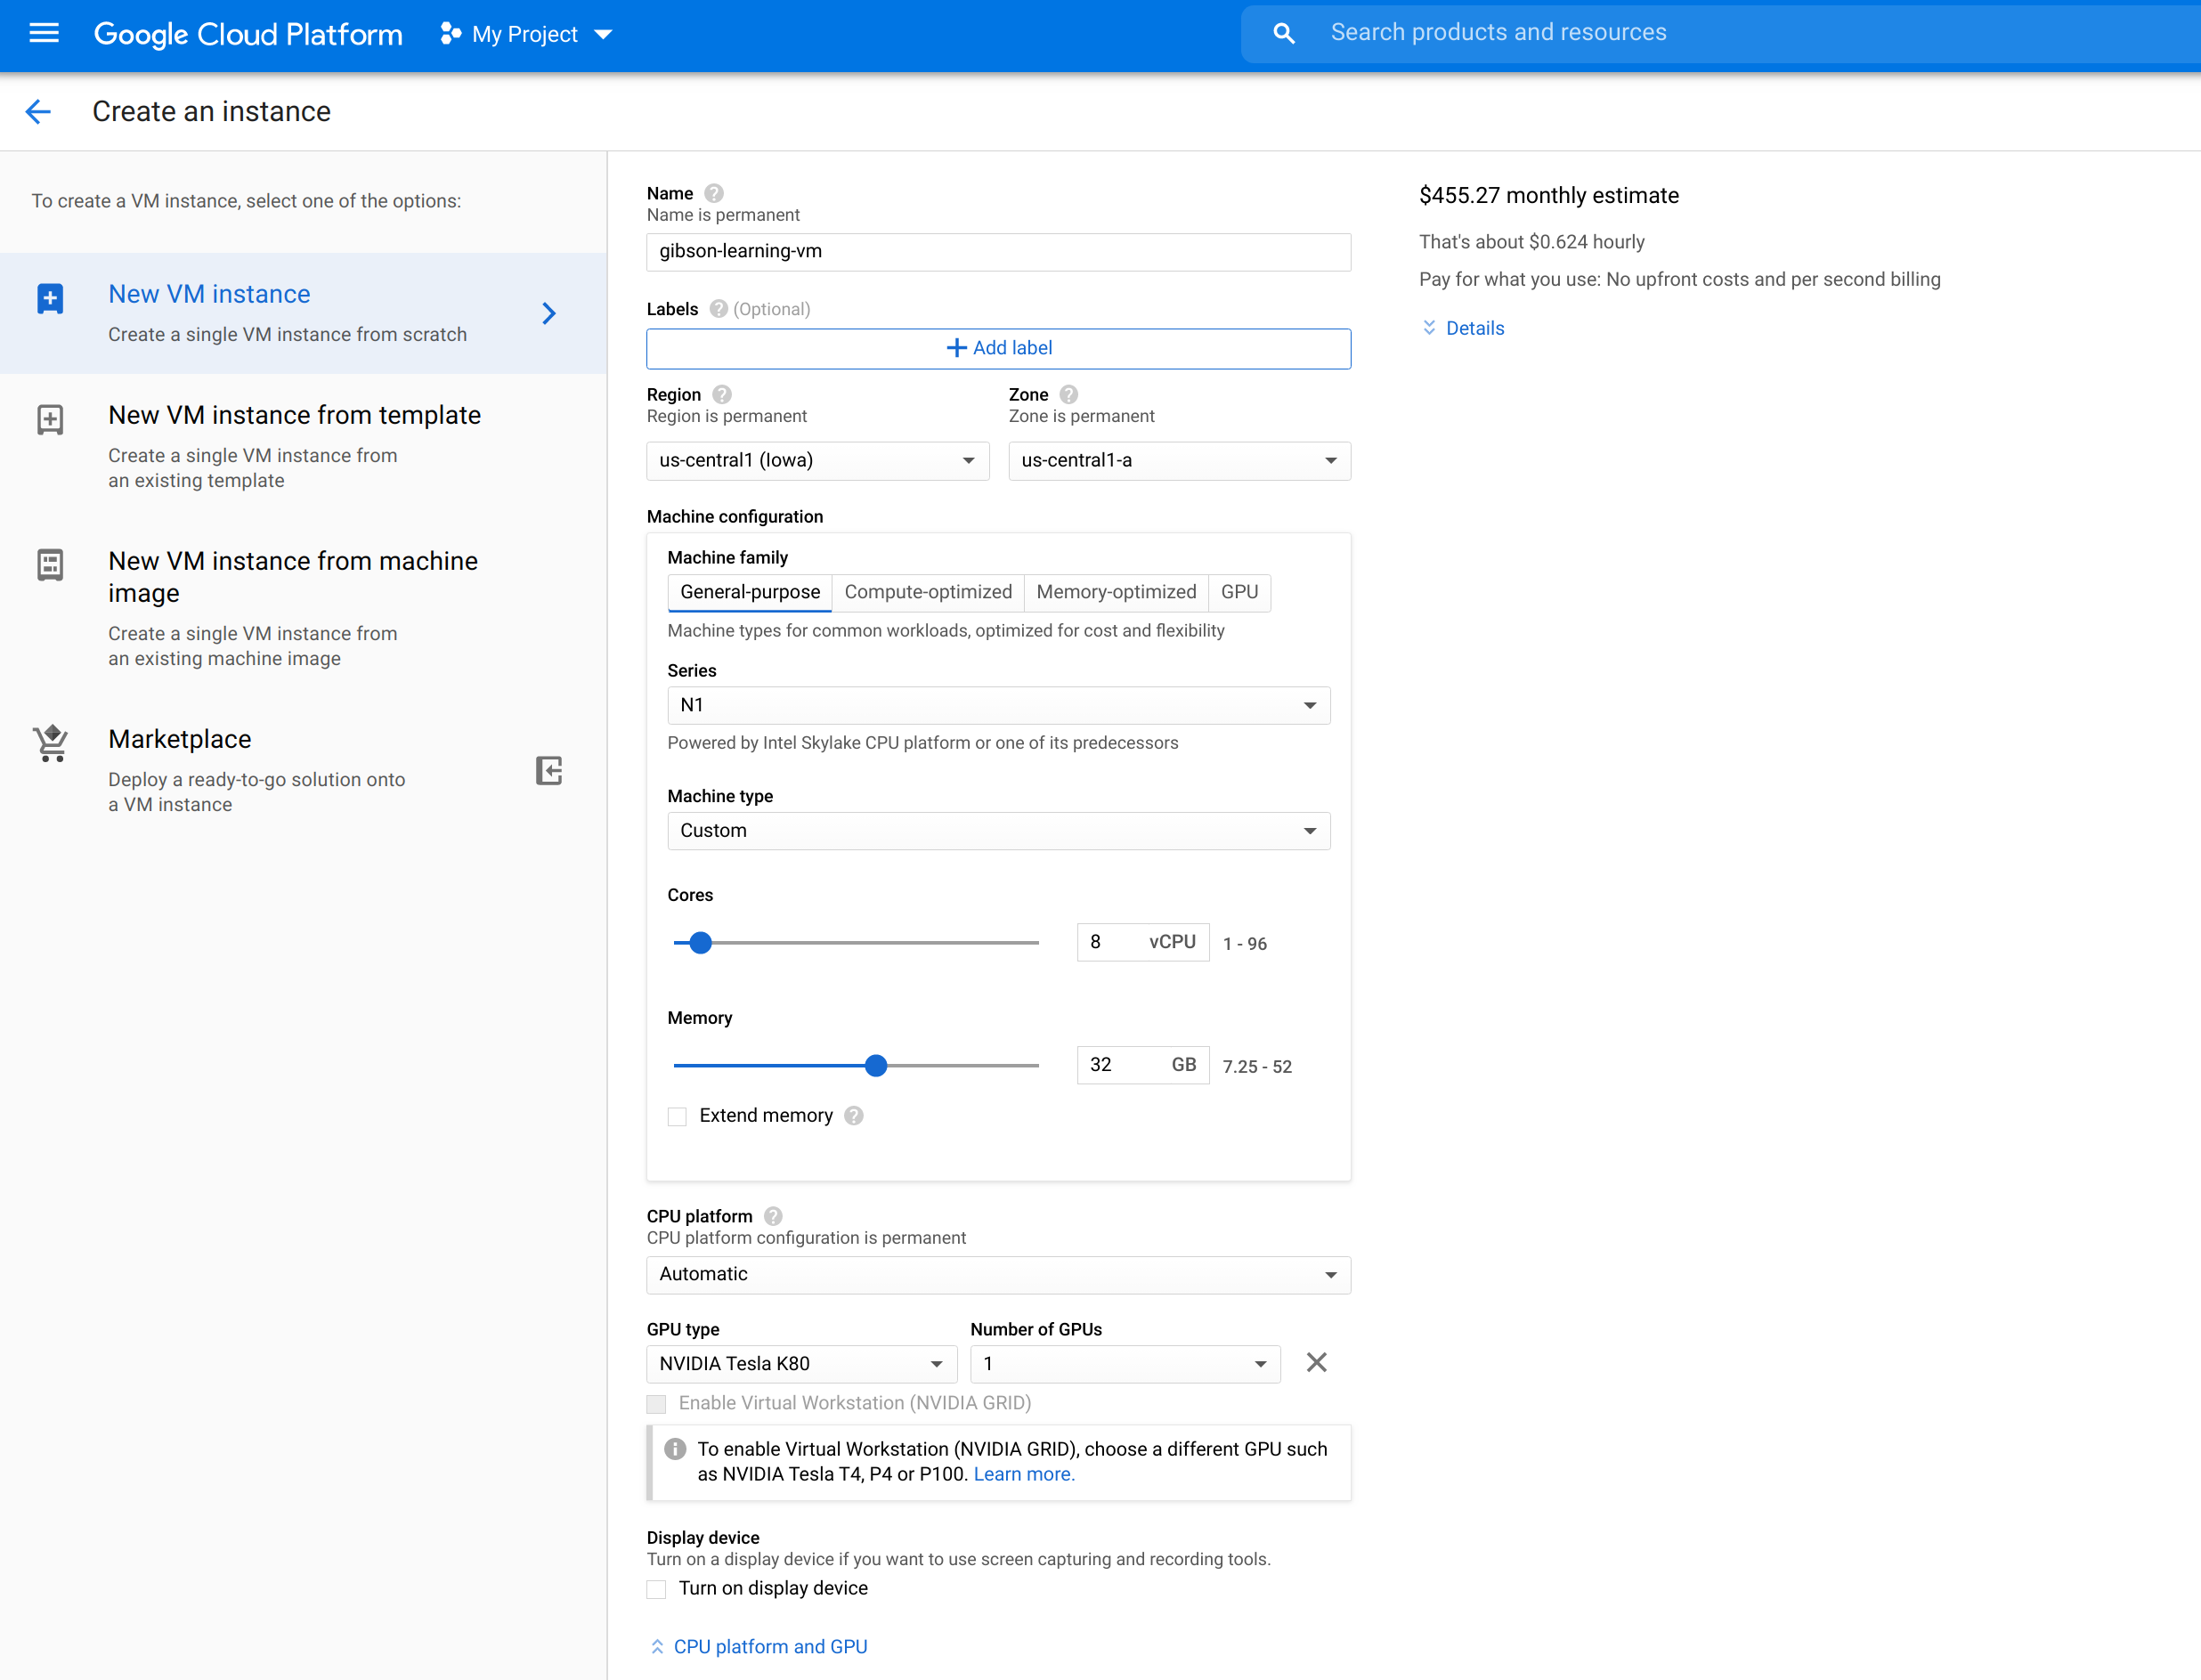 Google Cloud Platform
My Project
Search products and resources
Create an instance
To create a VM instance, select one of the options:
New VM instance
Create a single VM instance from scratch
New VM instance from template
Create a single VM instance from
an existing template
New VM instance from machine
image
Create a single VM instance from
an existing machine image
Marketplace
Deploy a ready-to-go solution onto
a VM instance
Name
Name is permanent
gibson-learning-vm
Labels (Optional)
Add label
Region
Region is permanent
us-central1 (Iowa)
Zone
Zone is permanent
us-central1-a
Machine configuration
Machine family
General-purpose Compute-optimized Memory-optimized GPU
Machine types for common workloads, optimized for cost and flexibility
Series
N1
Powered by Intel Skylake CPU platform or one of its predecessors
Machine type
Custom
Cores
8 vCPU 1 - 96
Memory
32 GB 7.25 - 52
Extend memory
CPU platform
CPU platform configuration is permanent
Automatic
GPU type
NVIDIA Tesla K80
Number of GPUs
1
Enable Virtual Workstation (NVIDIA GRID)
To enable Virtual Workstation (NVIDIA GRID), choose a different GPU such
as NVIDIA Tesla T4, P4 or P100. Learn more.
Display device
Turn on a display device if you want to use screen capturing and recording tools.
Turn on display device
CPU platform and GPU
$455.27 monthly estimate
That's about $0.624 hourly
Pay for what you use: No upfront costs and per second billing
Details